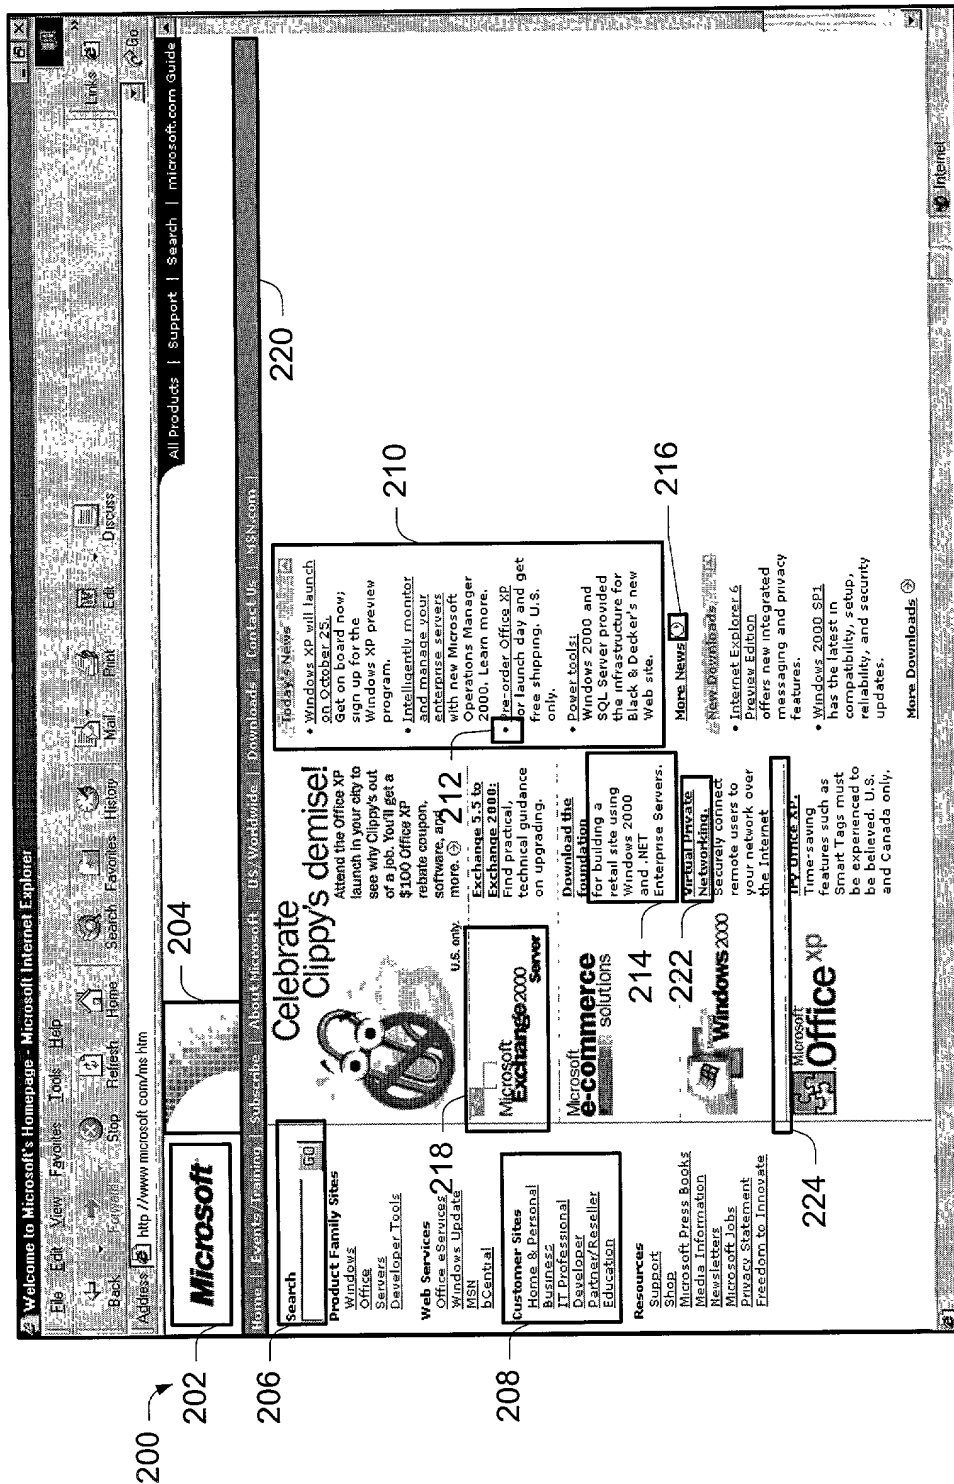 Welcome to Microsoft's Homepage - Microsoft Internet Explorer
File Edit View Favorites Tools Help
Back Forward Stop Refresh Home Search Favorites History Mail Print Edit Discuss
Links
Address http://www microsoft com/ms htm
Go
Microsoft
All Products | Support | Search | microsoft.com Guide
Home | Events/Training | Subscribe | About Microsoft | US/Worldwide | Downloads | Contact Us | MSN.com |
200
202
204
206
208
210
212
214
216
218
220
222
224
Search
GO
Product Family Sites
Windows
Office
Servers
Developer Tools
Web Services
Office eServices
Windows Update
MSN
bCentral
Customer Sites
Home & Personal
Business
IT Professional
Developer
Partner/Reseller
Education
Resources
Support
Shop
Microsoft Press Books
Media Information
Newsletters
Microsoft Jobs
Privacy Statement
Freedom to Innovate
Celebrate
Clippy's demise!
Attend the Office XP
launch in your city to
see why Clippy's out
of a job. You'll get a
$100 Office XP
rebate coupon,
software, and
more.
U.S. only.
Microsoft
Exchange2000
Server
Exchange 5.5 to
Exchange 2000:
Find practical,
technical guidance
on upgrading.
Microsoft
e-commerce
solutions
Download the
foundation
for building a
retail site using
Windows 2000
and .NET
Enterprise Servers.
Windows2000
Virtual Private
Networking.
Securely connect
remote users to
your network over
the Internet
Microsoft
Office xp
Try Office XP.
Time-saving
features such as
Smart Tags must
be experienced to
be believed. U.S.
and Canada only.
Today's News
• Windows XP will launch
on October 25.
Get on board now;
sign up for the
Windows XP preview
program.
• Intelligently monitor
and manage your
enterprise servers
with new Microsoft
Operations Manager
2000. Learn more.
• Pre-order Office XP
for launch day and get
free shipping. U.S.
only.
• Power tools:
Windows 2000 and
SQL Server provided
the infrastructure for
Black & Decker's new
Web site.
More News
New Downloads
• Internet Explorer 6
Preview Edition
offers new integrated
messaging and privacy
features.
• Windows 2000 SP1
has the latest in
compatibility, setup,
reliability, and security
updates.
More Downloads
Internet